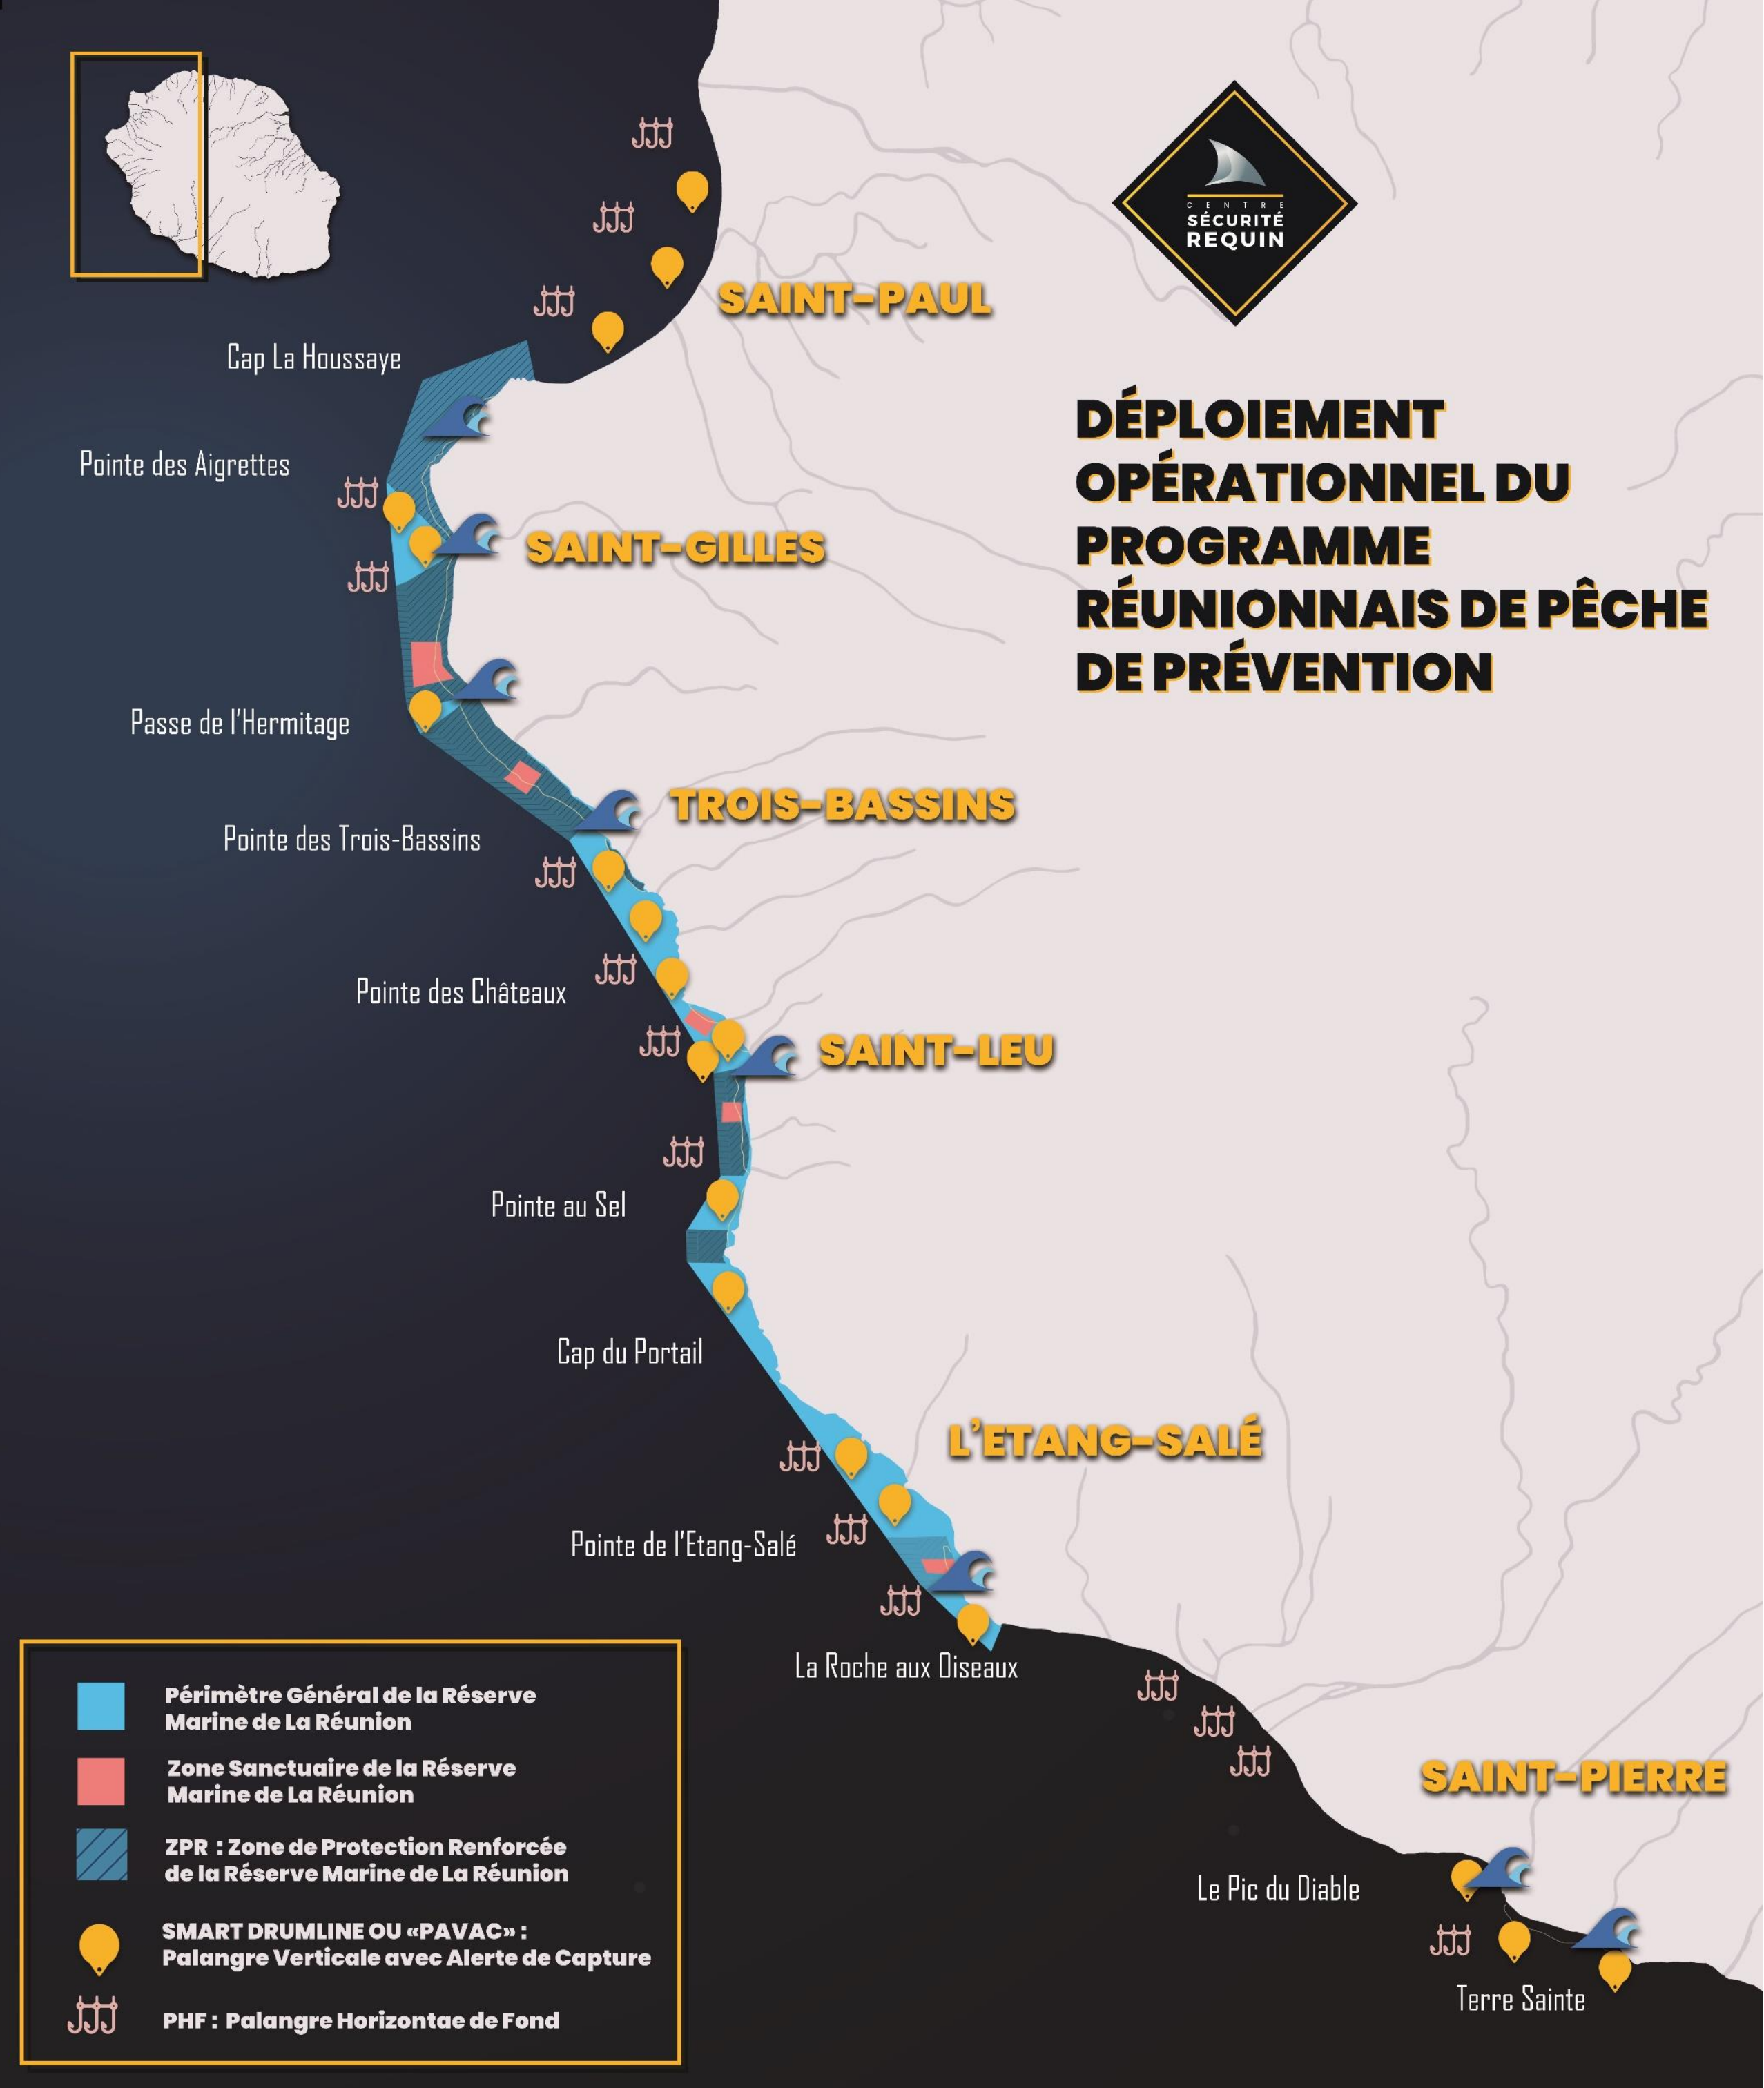 CENTRE
SÉCURITÉ
REQUIN
SAINT-PAUL
Cap La Houssaye
DÉPLOIEMENT
OPÉRATIONNEL DU
PROGRAMME
RÉUNIONNAIS DE PÊCHE
DE PRÉVENTION
Pointe des Aigrettes
SAINT-GILLES
Passe de l'Hermitage
TROIS-BASSINS
Pointe des Trois-Bassins
Pointe des Châteaux
SAINT-LEU
Pointe au Sel
Cap du Portail
L'ETANG-SALÉ
Pointe de l'Etang-Salé
La Roche aux Oiseaux
SAINT-PIERRE
Le Pic du Diable
Terre Sainte
Périmètre Général de la Réserve
Marine de La Réunion
Zone Sanctuaire de la Réserve
Marine de La Réunion
ZPR : Zone de Protection Renforcée
de la Réserve Marine de La Réunion
SMART DRUMLINE OU «PAVAC» :
Palangre Verticale avec Alerte de Capture
PHF : Palangre Horizontae de Fond